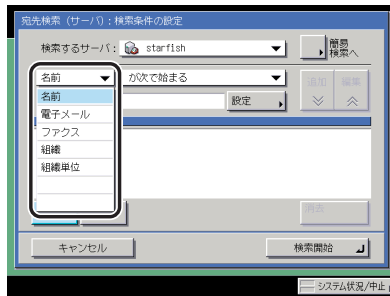 宛先検索（サーバ）：検索条件の設定
検索するサーバ： starfish
簡易検索へ
名前 が次で始まる
追加 編集
名前
設定
電子メール
ファクス
組織
組織単位
消去
キャンセル 検索開始
システム状況/中止